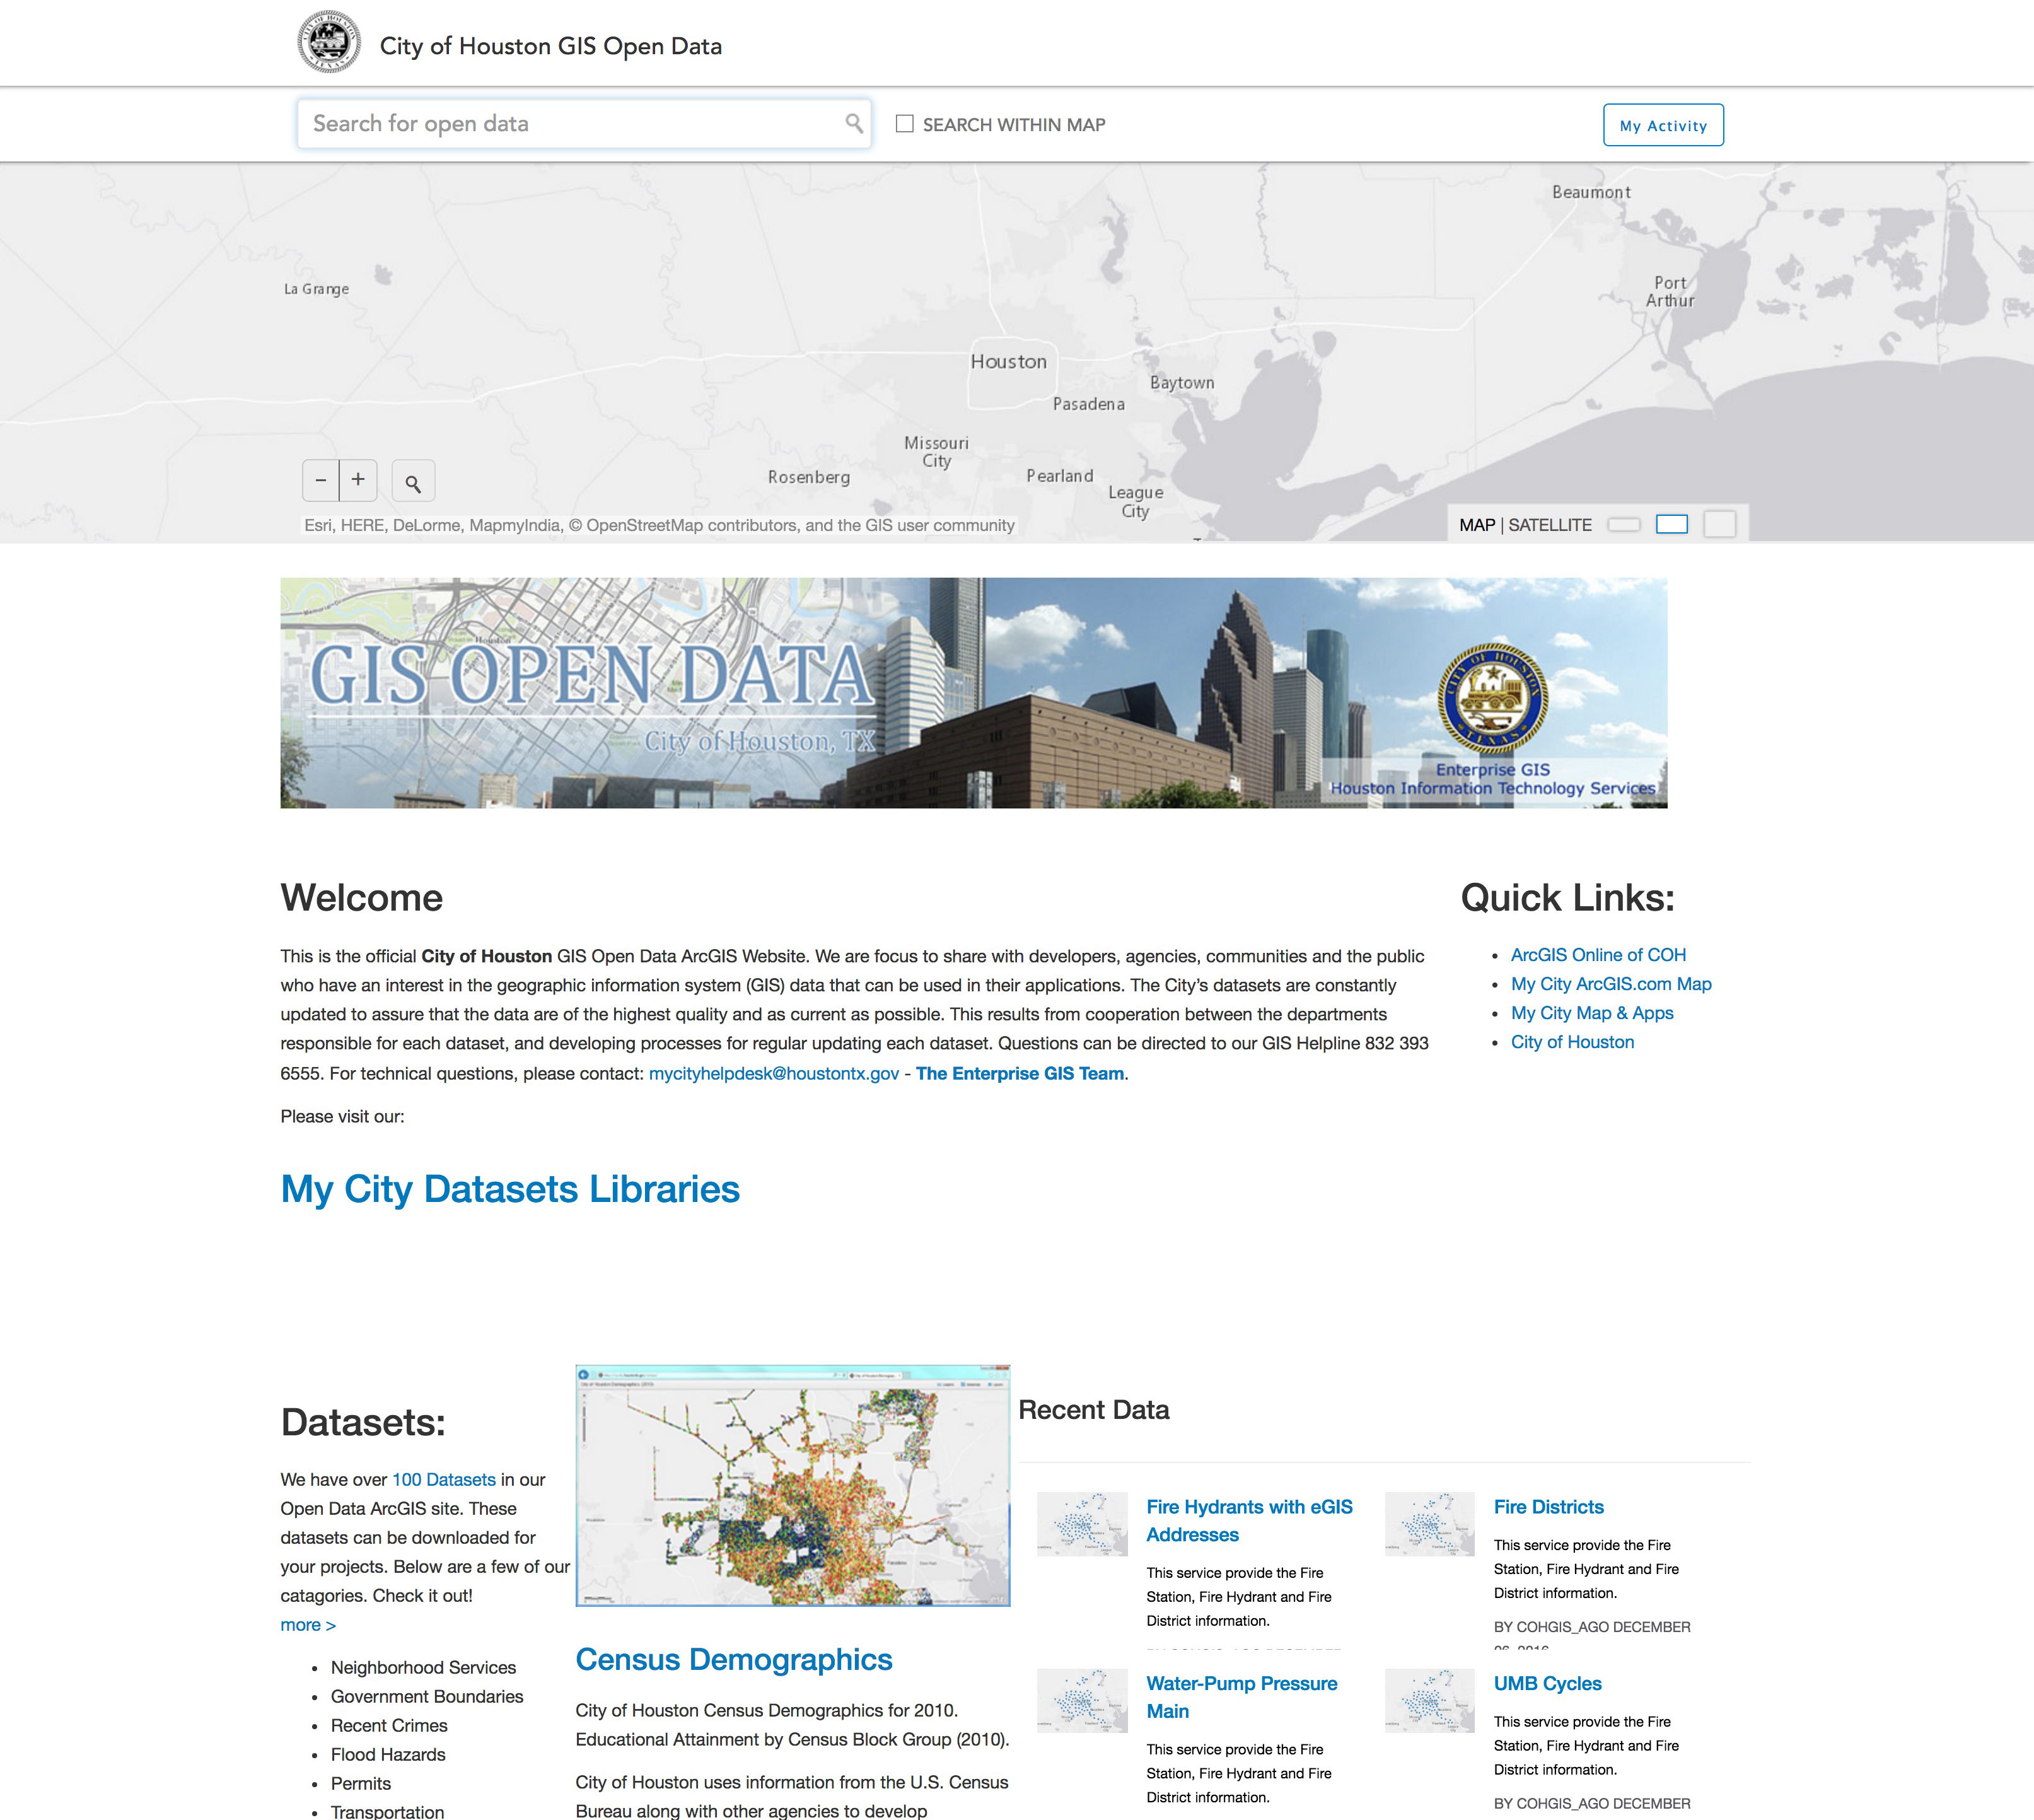 City of Houston GIS Open Data
Search for open data
SEARCH WITHIN MAP
My Activity
Beaumont
La Grange
Port
Arthur
Houston
Baytown
Pasadena
Missouri
City
Rosenberg
Pearland
League
City
- +
Esri, HERE, DeLorme, MapmyIndia, © OpenStreetMap contributors, and the GIS user community
MAP | SATELLITE
GIS OPEN DATA
City of Houston, TX
CITY OF HOUSTON
TEXAS
Enterprise GIS
Houston Information Technology Services
Welcome
This is the official City of Houston GIS Open Data ArcGIS Website. We are focus to share with developers, agencies, communities and the public
who have an interest in the geographic information system (GIS) data that can be used in their applications. The City's datasets are constantly
updated to assure that the data are of the highest quality and as current as possible. This results from cooperation between the departments
responsible for each dataset, and developing processes for regular updating each dataset. Questions can be directed to our GIS Helpline 832 393
6555. For technical questions, please contact: mycityhelpdesk@houstontx.gov - The Enterprise GIS Team.
Please visit our:
My City Datasets Libraries
Quick Links:
• ArcGIS Online of COH
• My City ArcGIS.com Map
• My City Map & Apps
• City of Houston
Datasets:
We have over 100 Datasets in our
Open Data ArcGIS site. These
datasets can be downloaded for
your projects. Below are a few of our
catagories. Check it out!
more >
• Neighborhood Services
• Government Boundaries
• Recent Crimes
• Flood Hazards
• Permits
• Transportation
Census Demographics
City of Houston Census Demographics for 2010.
Educational Attainment by Census Block Group (2010).
City of Houston uses information from the U.S. Census
Bureau along with other agencies to develop
Recent Data
Fire Hydrants with eGIS
Addresses
This service provide the Fire
Station, Fire Hydrant and Fire
District information.
Fire Districts
This service provide the Fire
Station, Fire Hydrant and Fire
District information.
BY COHGIS_AGO DECEMBER
Water-Pump Pressure
Main
This service provide the Fire
Station, Fire Hydrant and Fire
District information.
UMB Cycles
This service provide the Fire
Station, Fire Hydrant and Fire
District information.
BY COHGIS_AGO DECEMBER